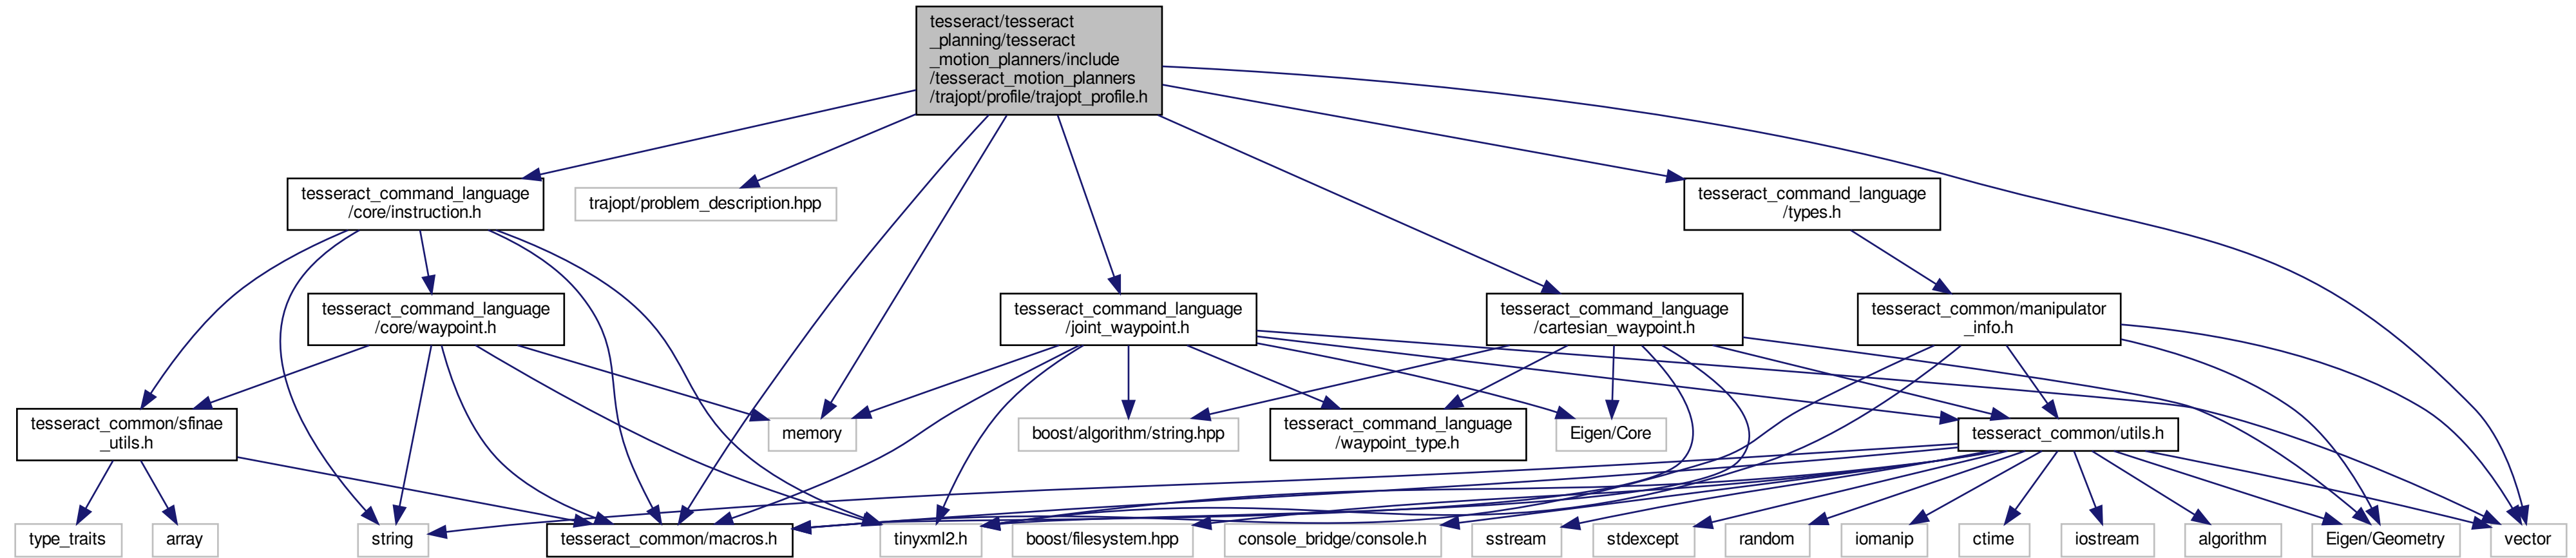 tesseract/tesseract
_planning/tesseract
_motion_planners/include
/tesseract_motion_planners
/trajopt/profile/trajopt_profile.h
tesseract_command_language
/core/instruction.h
trajopt/problem_description.hpp
tesseract_command_language
/types.h
tesseract_command_language
/core/waypoint.h
tesseract_command_language
/joint_waypoint.h
tesseract_command_language
/cartesian_waypoint.h
tesseract_common/manipulator
_info.h
tesseract_common/sfinae
_utils.h
memory
boost/algorithm/string.hpp
tesseract_command_language
/waypoint_type.h
Eigen/Core
tesseract_common/utils.h
type_traits
array
string
tesseract_common/macros.h
tinyxml2.h
boost/filesystem.hpp
console_bridge/console.h
sstream
stdexcept
random
iomanip
ctime
iostream
algorithm
Eigen/Geometry
vector